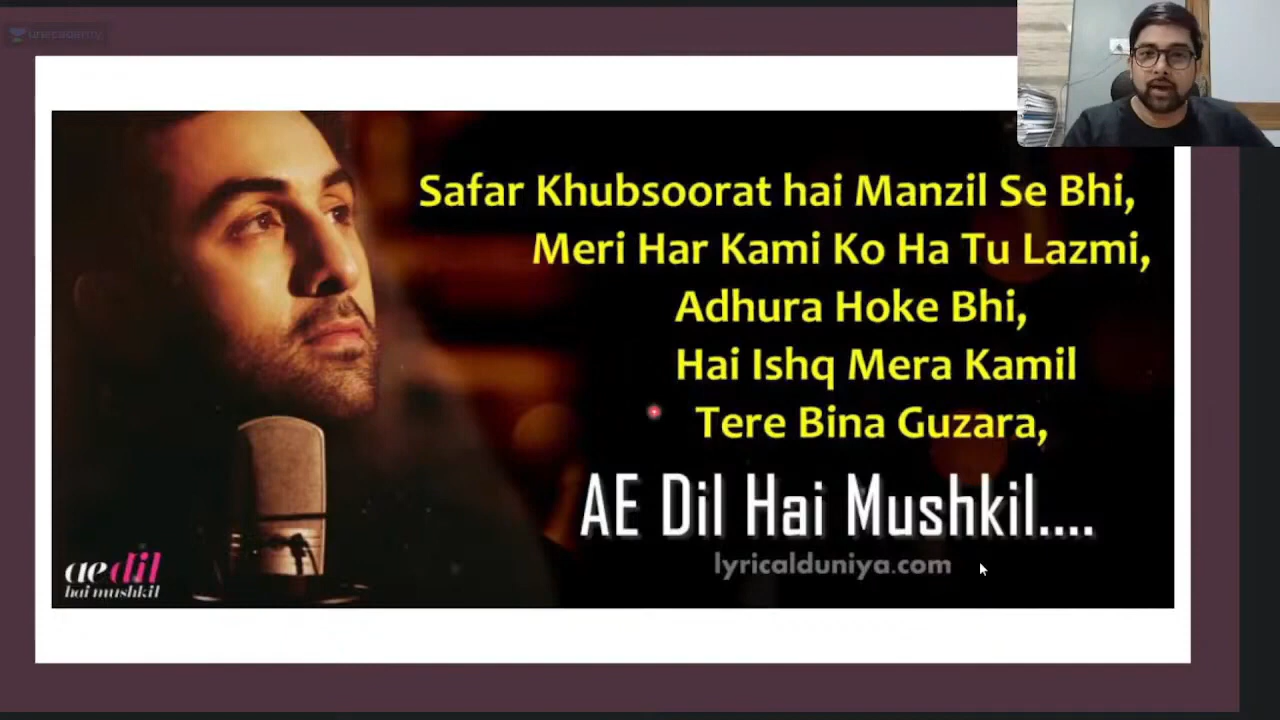 unacademy
Safar Khubsoorat hai Manzil Se Bhi,
Meri Har Kami Ko Ha Tu Lazmi,
Adhura Hoke Bhi,
Hai Ishq Mera Kamil
Tere Bina Guzara,
AE Dil Hai Mushkil....
lyricalduniya.com
ae dil
hai mushkil